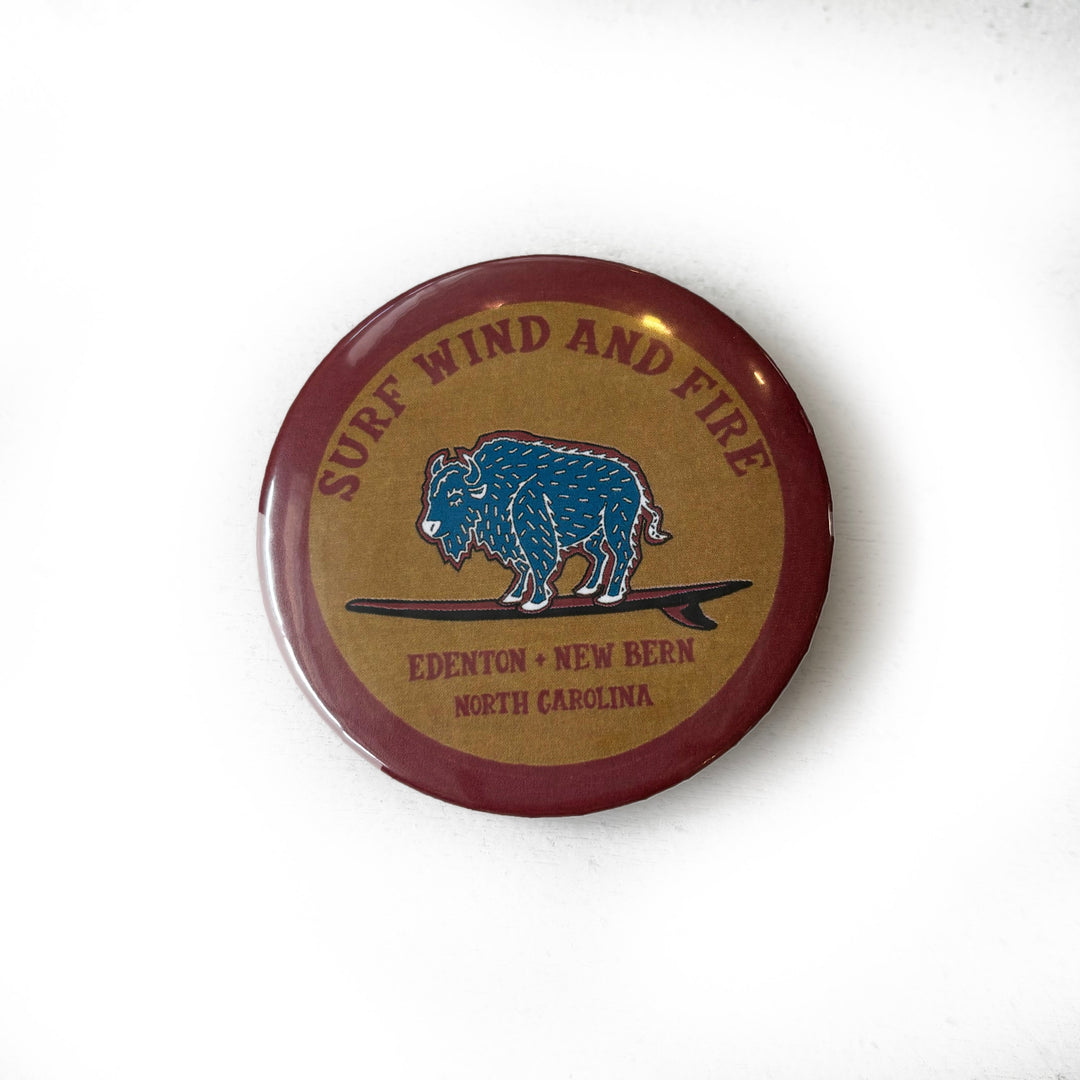 SURF WIND AND FIRE
EDENTON + NEW BERN
NORTH CAROLINA